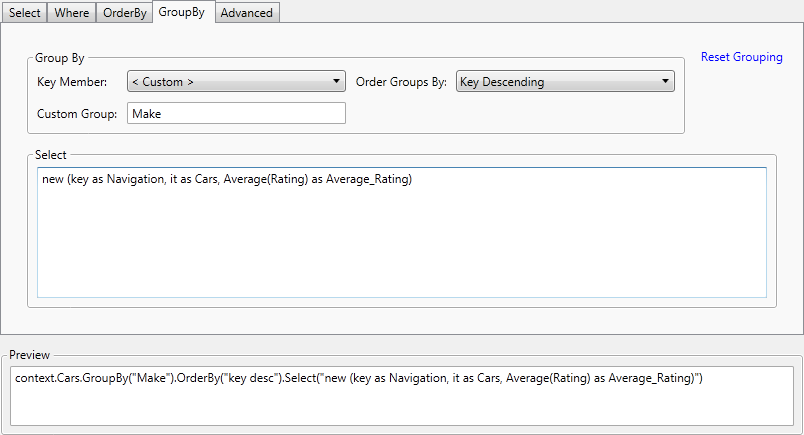 Select Where OrderBy GroupBy Advanced
Group By
Reset Grouping
Key Member: < Custom > Order Groups By: Key Descending
Custom Group: Make
Select
new (key as Navigation, it as Cars, Average(Rating) as Average_Rating)
Preview
context.Cars.GroupBy("Make").OrderBy("key desc").Select("new (key as Navigation, it as Cars, Average(Rating) as Average_Rating)")